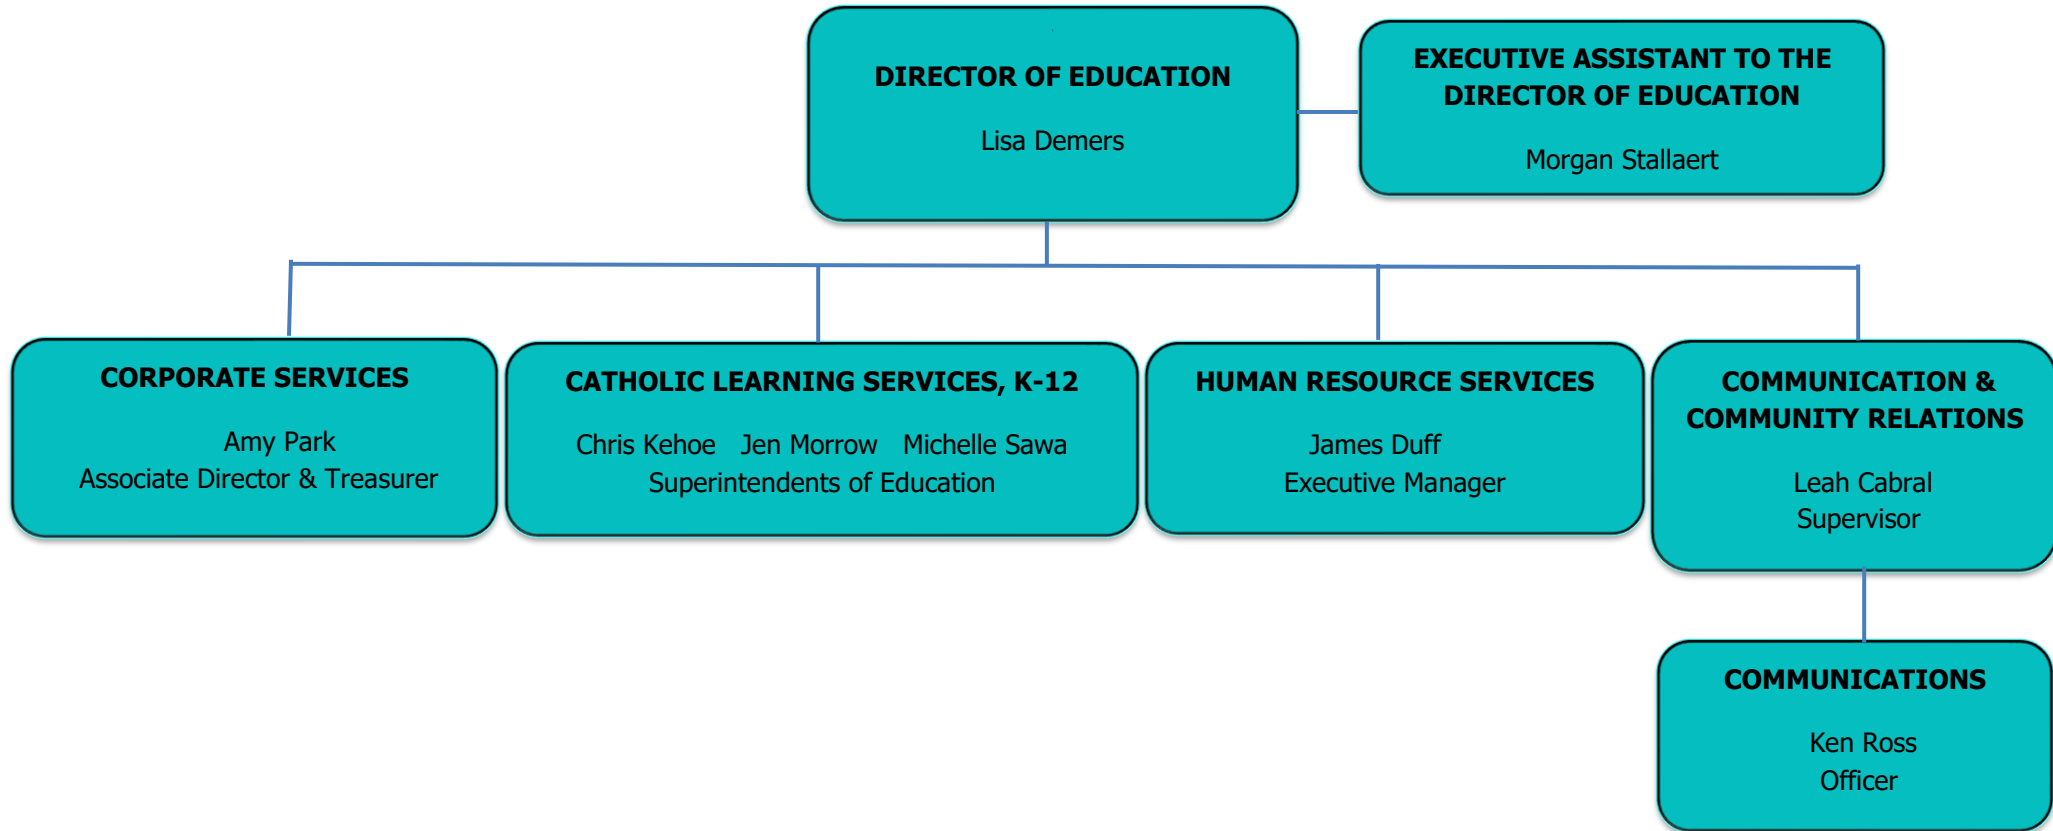 DIRECTOR OF EDUCATION
Lisa Demers
EXECUTIVE ASSISTANT TO THE
DIRECTOR OF EDUCATION
Morgan Stallaert
CORPORATE SERVICES
Amy Park
Associate Director & Treasurer
CATHOLIC LEARNING SERVICES, K-12
Chris Kehoe Jen Morrow Michelle Sawa
Superintendents of Education
HUMAN RESOURCE SERVICES
James Duff
Executive Manager
COMMUNICATION &
COMMUNITY RELATIONS
Leah Cabral
Supervisor
COMMUNICATIONS
Ken Ross
Officer